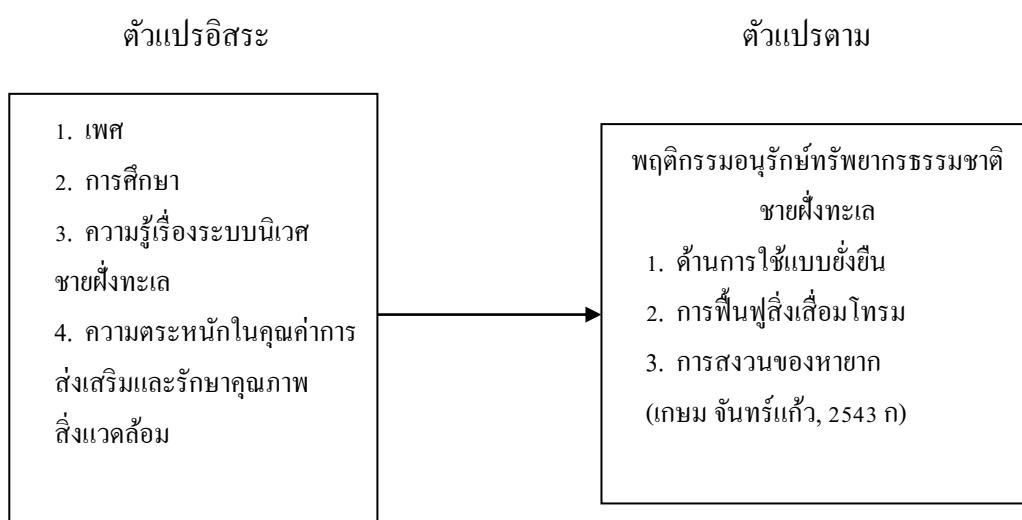 ตัวแปรอิสระ
1. เพศ
2. การศึกษา
3. ความรู้เรื่องระบบนิเวศ
ชายฝั่งทะเล
4. ความตระหนักในคุณค่าการ
ส่งเสริมและรักษาคุณภาพ
สิ่งแวดล้อม
ตัวแปรตาม
พฤติกรรมอนุรักษ์ทรัพยากรธรรมชาติ
ชายฝั่งทะเล
1. ด้านการใช้แบบยั่งยืน
2. การฟื้นฟูสิ่งเสื่อมโทรม
3. การสงวนของหายาก
(เกษม จันทร์แก้ว, 2543 ก)